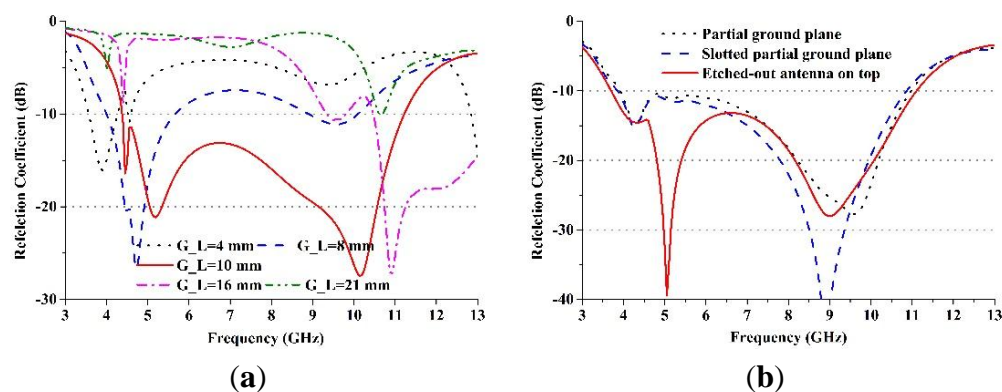 0
-10
-20
-30
Refelction Coefficient (dB)
G_L=4 mm G_L=8 mm
G_L=10 mm
G_L=16 mm G_L=21 mm
3 4 5 6 7 8 9 10 11 12 13
Frequency (GHz)
(a)
0
-10
-20
-30
-40
Refelction Coefficient (dB)
Partial ground plane
Slotted partial ground plane
Etched-out antenna on top
3 4 5 6 7 8 9 10 11 12 13
Frequency (GHz)
(b)